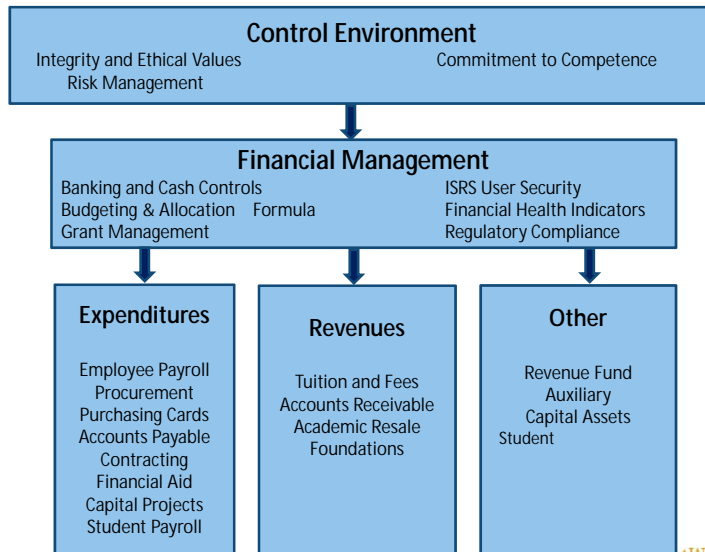 Control Environment
Integrity and Ethical Values
Commitment to Competence
Risk Management
Financial Management
Banking and Cash Controls
ISRS User Security
Budgeting & Allocation Formula
Financial Health Indicators
Grant Management
Regulatory Compliance
Expenditures
Employee Payroll
Procurement
Purchasing Cards
Accounts Payable
Contracting
Financial Aid
Capital Projects
Student Payroll
Revenues
Tuition and Fees
Accounts Receivable
Academic Resale
Foundations
Other
Revenue Fund
Auxiliary
Capital Assets
Student